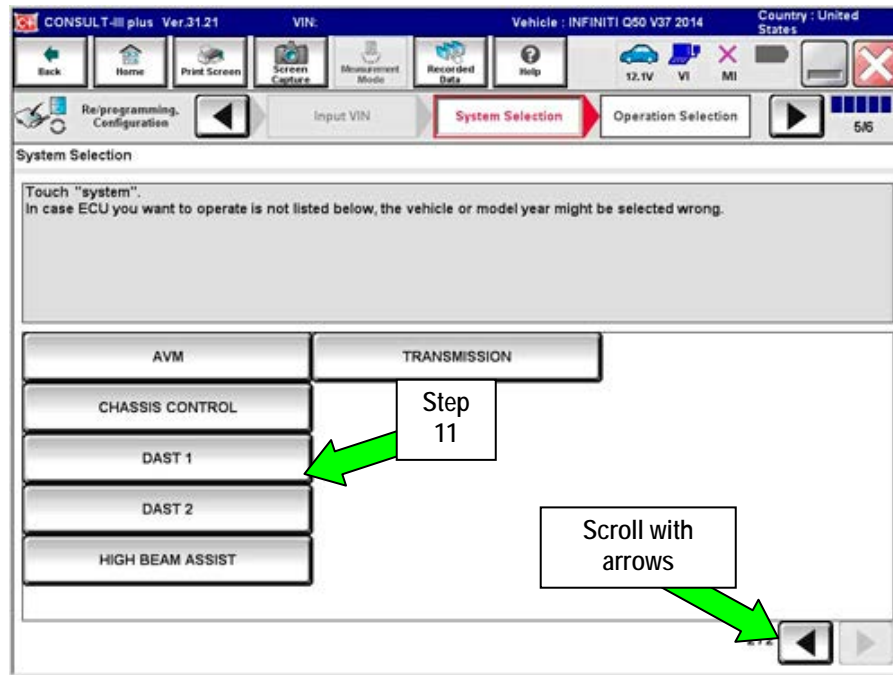 CONSULT-III plus Ver.31.21 VIN: Vehicle : INFINITI Q50 V37 2014 Country : United States
Back Home Print Screen Screen Capture Measurement Mode Recorded Data Help 12.1V VI MI
Re/programming, Configuration Input VIN System Selection Operation Selection 5/6
System Selection
Touch "system".
In case ECU you want to operate is not listed below, the vehicle or model year might be selected wrong.
AVM TRANSMISSION
CHASSIS CONTROL
Step
11
DAST 1
DAST 2
Scroll with
arrows
HIGH BEAM ASSIST